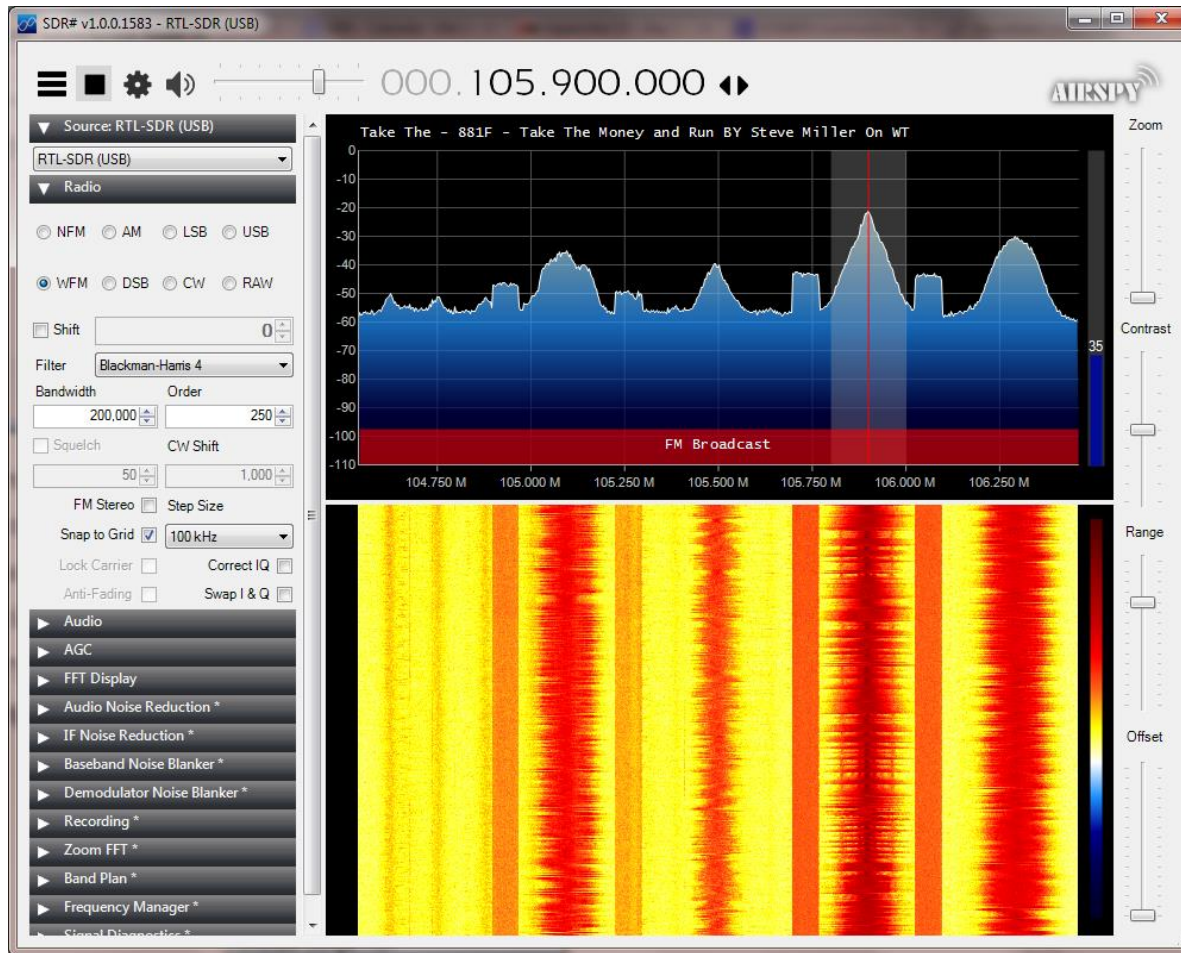 SDR# v1.0.0.1583 - RTL-SDR (USB)
000.105.900.000
AIRSPY
Source: RTL-SDR (USB)
RTL-SDR (USB)
Radio
NFM AM LSB USB
WFM DSB CW RAW
Shift 0
Filter Blackman-Harris 4
Bandwidth Order
200,000 250
Squelch CW Shift
50 1,000
FM Stereo Step Size
Snap to Grid 100 kHz
Lock Carrier Correct IQ
Anti-Fading Swap I & Q
Audio
AGC
FFT Display
Audio Noise Reduction *
IF Noise Reduction *
Baseband Noise Blanker *
Demodulator Noise Blanker *
Recording *
Zoom FFT *
Band Plan *
Frequency Manager *
Signal Diagnostics *
Take The - 881F - Take The Money and Run BY Steve Miller On WT
0
-10
-20
-30
-40
-50
-60
-70
-80
-90
-100
-110
35
FM Broadcast
104.750 M 105.000 M 105.250 M 105.500 M 105.750 M 106.000 M 106.250 M
Zoom
Contrast
Range
Offset